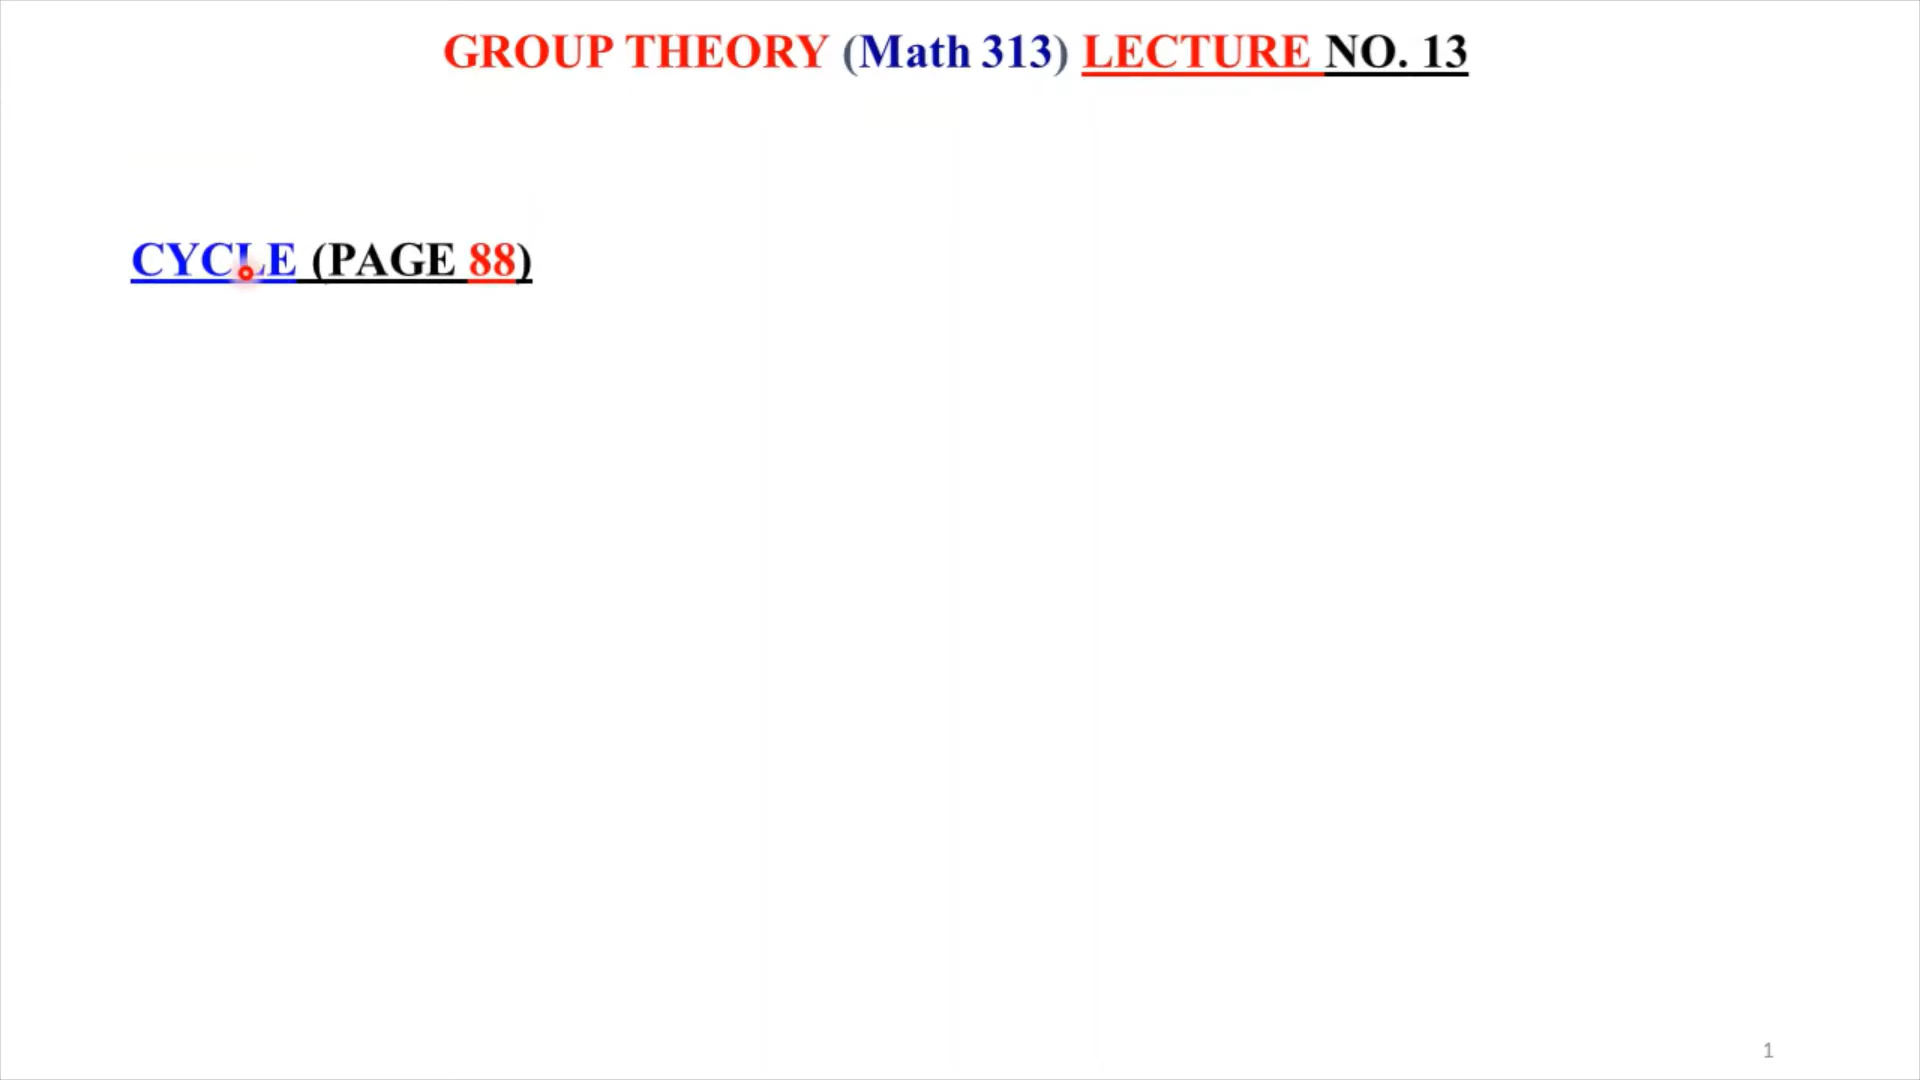 GROUP THEORY (Math 313) LECTURE NO. 13
CYCLE (PAGE 88)
1